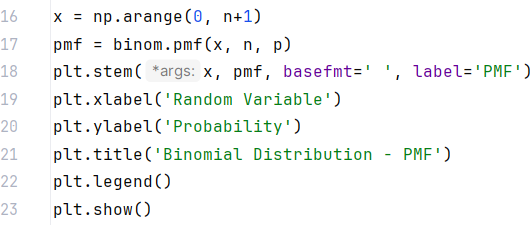 16 x = np.arange(0, n+1)
17 pmf = binom.pmf(x, n, p)
18 plt.stem( *args: x, pmf, basefmt=' ', label='PMF')
19 plt.xlabel('Random Variable')
20 plt.ylabel('Probability')
21 plt.title('Binomial Distribution - PMF')
22 plt.legend()
23 plt.show()